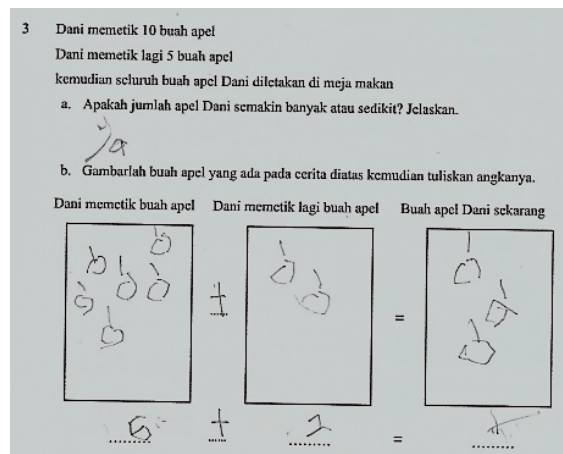 3 Dani memetik 10 buah apel
Dani memetik lagi 5 buah apel
kemudian seluruh buah apel Dani diletakan di meja makan
a. Apakah jumlah apel Dani semakin banyak atau sedikit? Jelaskan.
ya
b. Gambarlah buah apel yang ada pada cerita diatas kemudian tuliskan angkanya.
Dani memetik buah apel Dani memetik lagi buah apel Buah apel Dani sekarang
+ =
+ 2 =